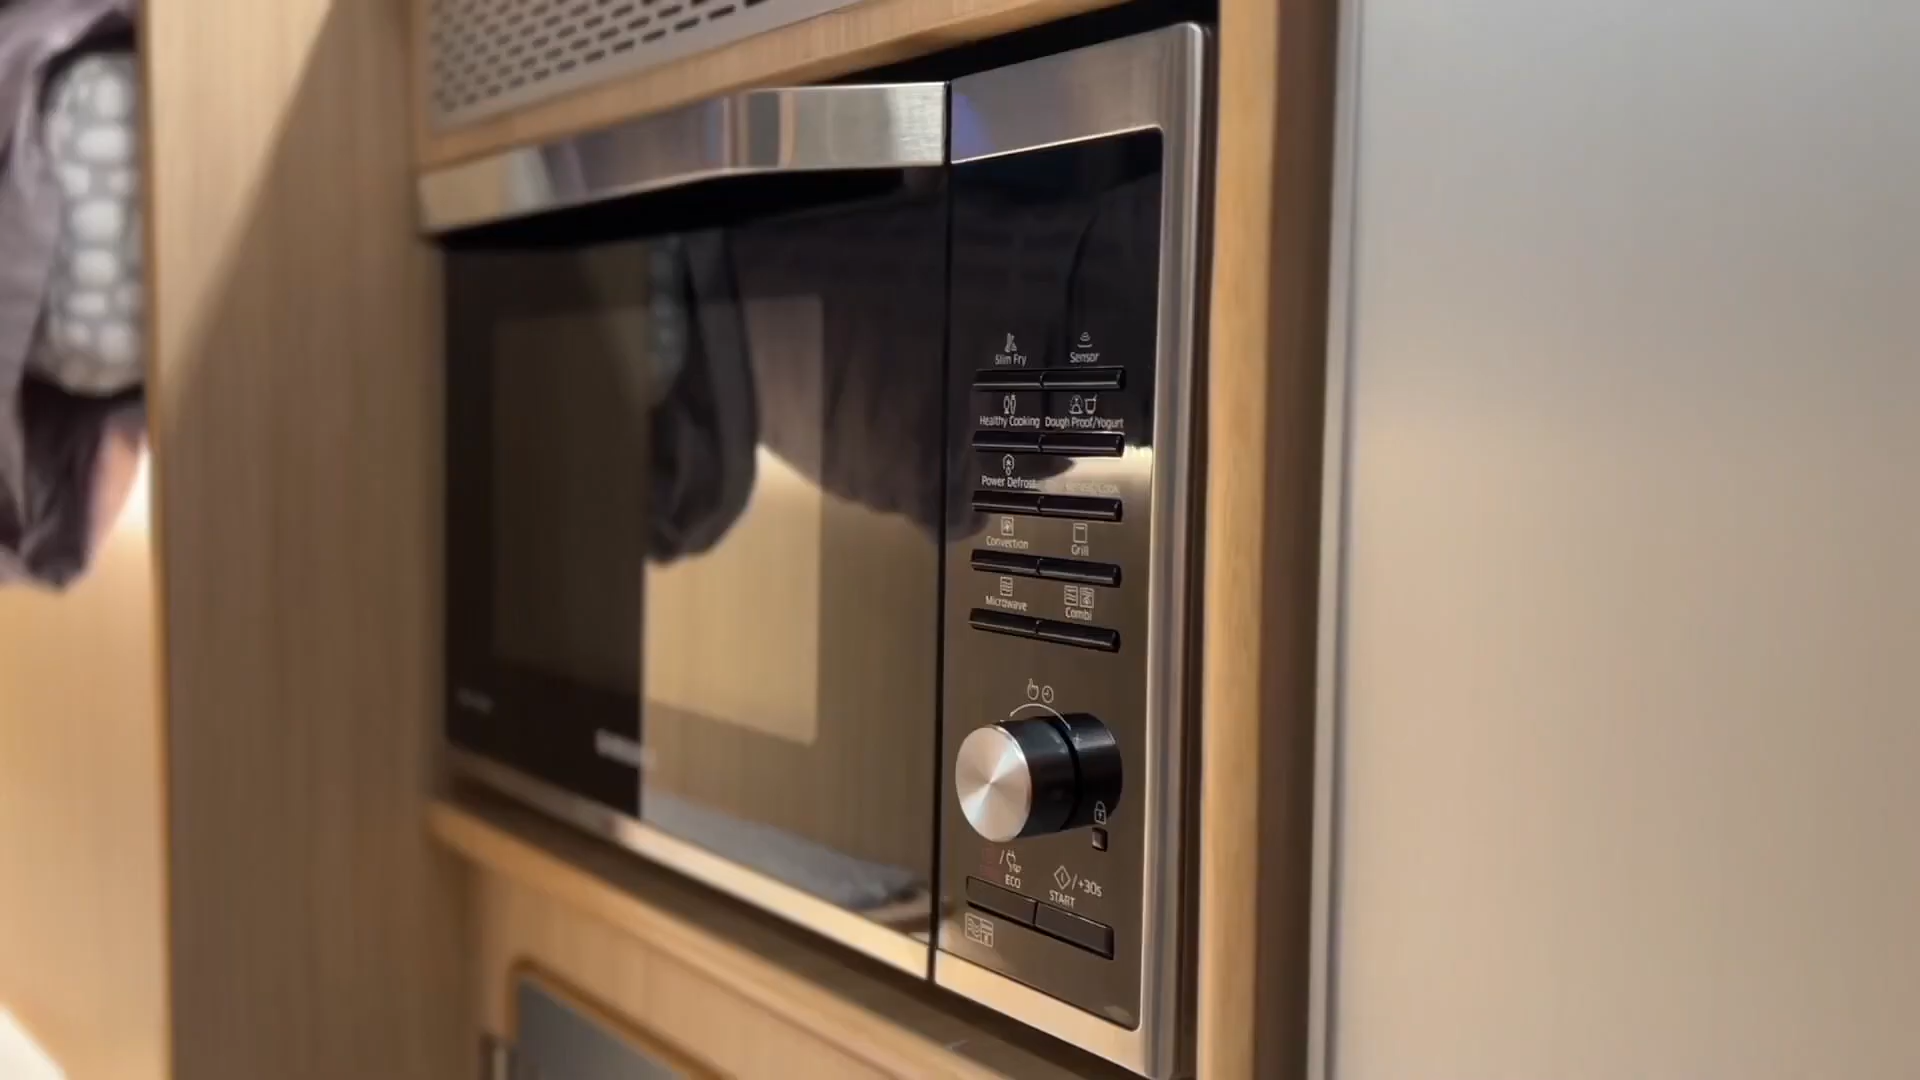 Slim Fry Sensor
Healthy Cooking Dough Proof/Yogurt
Power Defrost
Convection Grill
Microwave Combi
ECO
/+30s
START